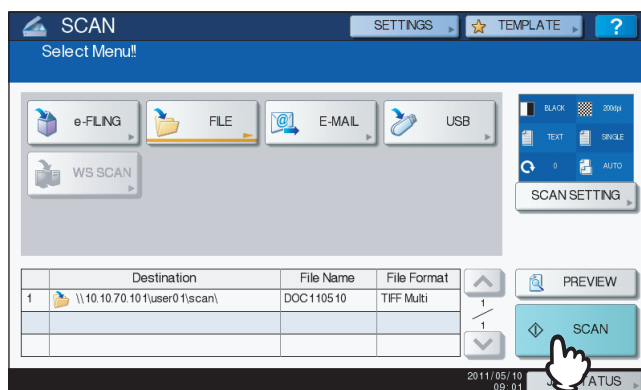 SCAN
SETTINGS
TEMPLATE
?
Select Menu!!
e-FILING
FILE
E-MAIL
USB
WS SCAN
BLACK
200dpi
TEXT
SINGLE
0
AUTO
SCAN SETTING
Destination
File Name
File Format
1
\\10.10.70.101\user01\scan\
DOC110510
TIFF Multi
1
1
PREVIEW
SCAN
2011/05/10
09:01
TATUS